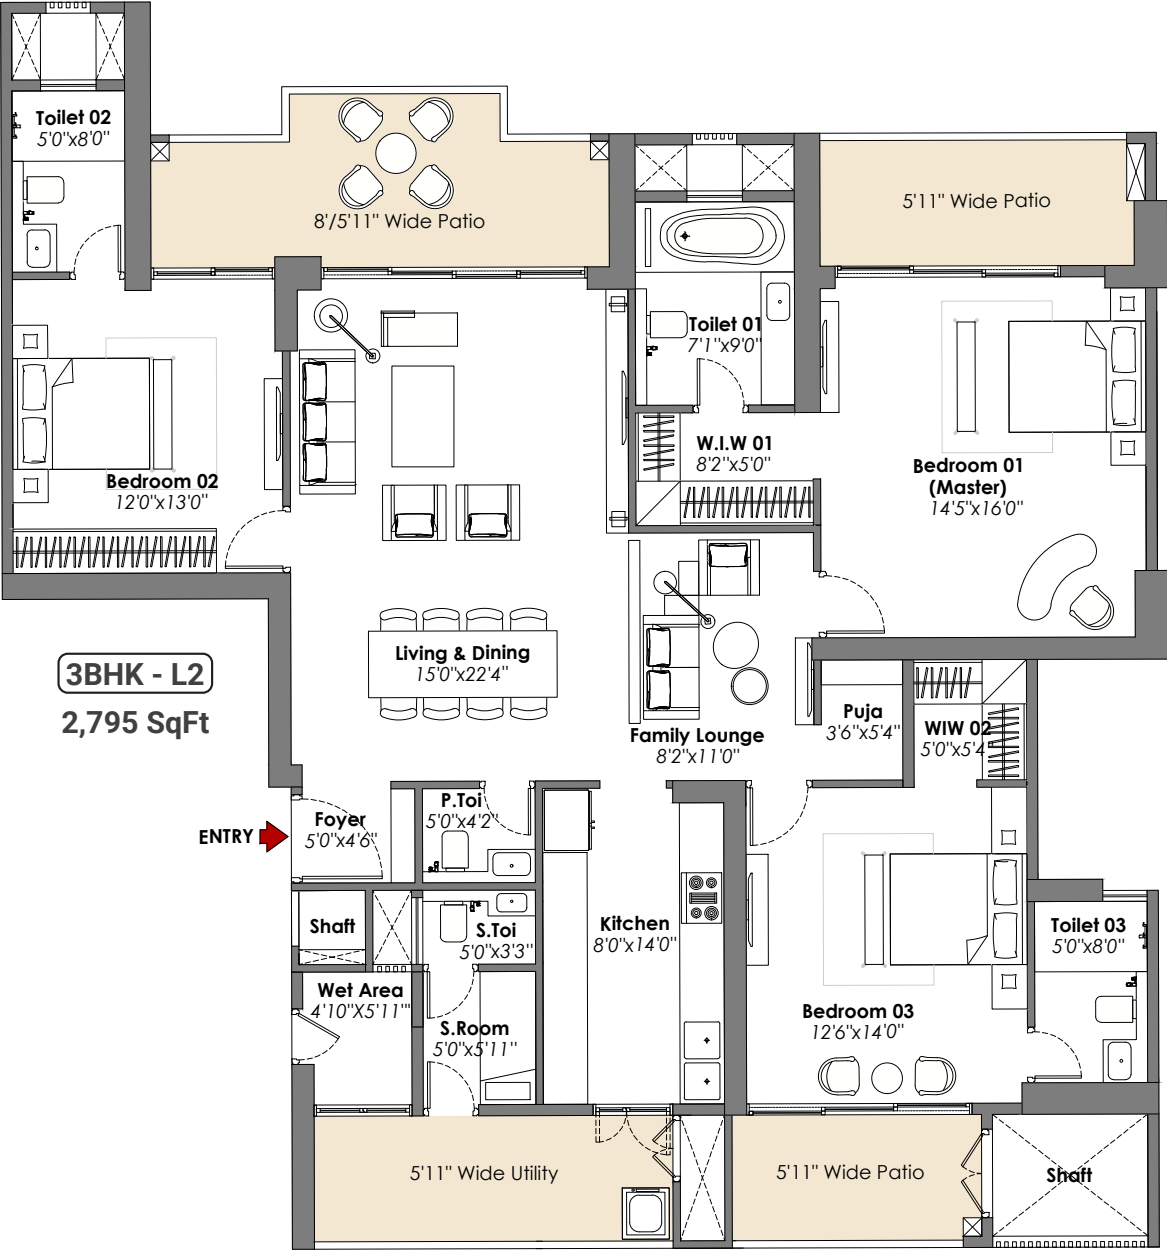 Toilet 02
5'0"x8'0"
8'/5'11" Wide Patio
5'11" Wide Patio
Toilet 01
7'1"x9'0"
W.I.W 01
8'2"x5'0"
Bedroom 01
(Master)
14'5"x16'0"
Bedroom 02
12'0"x13'0"
3BHK - L2
2,795 SqFt
Living & Dining
15'0"x22'4"
Family Lounge
8'2"x11'0"
Puja
3'6"x5'4"
WIW 02
5'0"x5'4"
ENTRY
Foyer
5'0"x4'6"
P.Toi
5'0"x4'2"
Shaft
S.Toi
5'0"x3'3"
Kitchen
8'0"x14'0"
Toilet 03
5'0"x8'0"
Wet Area
4'10"X5'11"
S.Room
5'0"x5'11"
Bedroom 03
12'6"x14'0"
5'11" Wide Utility
5'11" Wide Patio
Shaft